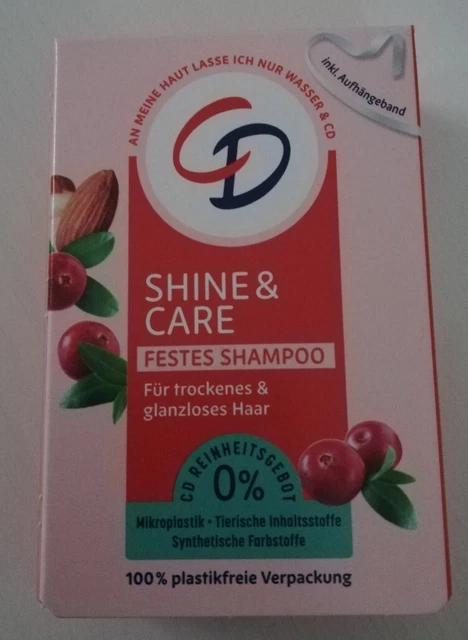 AN MEINE HAUT LASSE ICH NUR WASSER & CD
inkl. Aufhängeband
CD
SHINE &
CARE
FESTES SHAMPOO
Für trockenes &
glanzloses Haar
CD REINHEITSGEBOT
0%
Mikroplastik • Tierische Inhaltsstoffe
Synthetische Farbstoffe
100% plastikfreie Verpackung